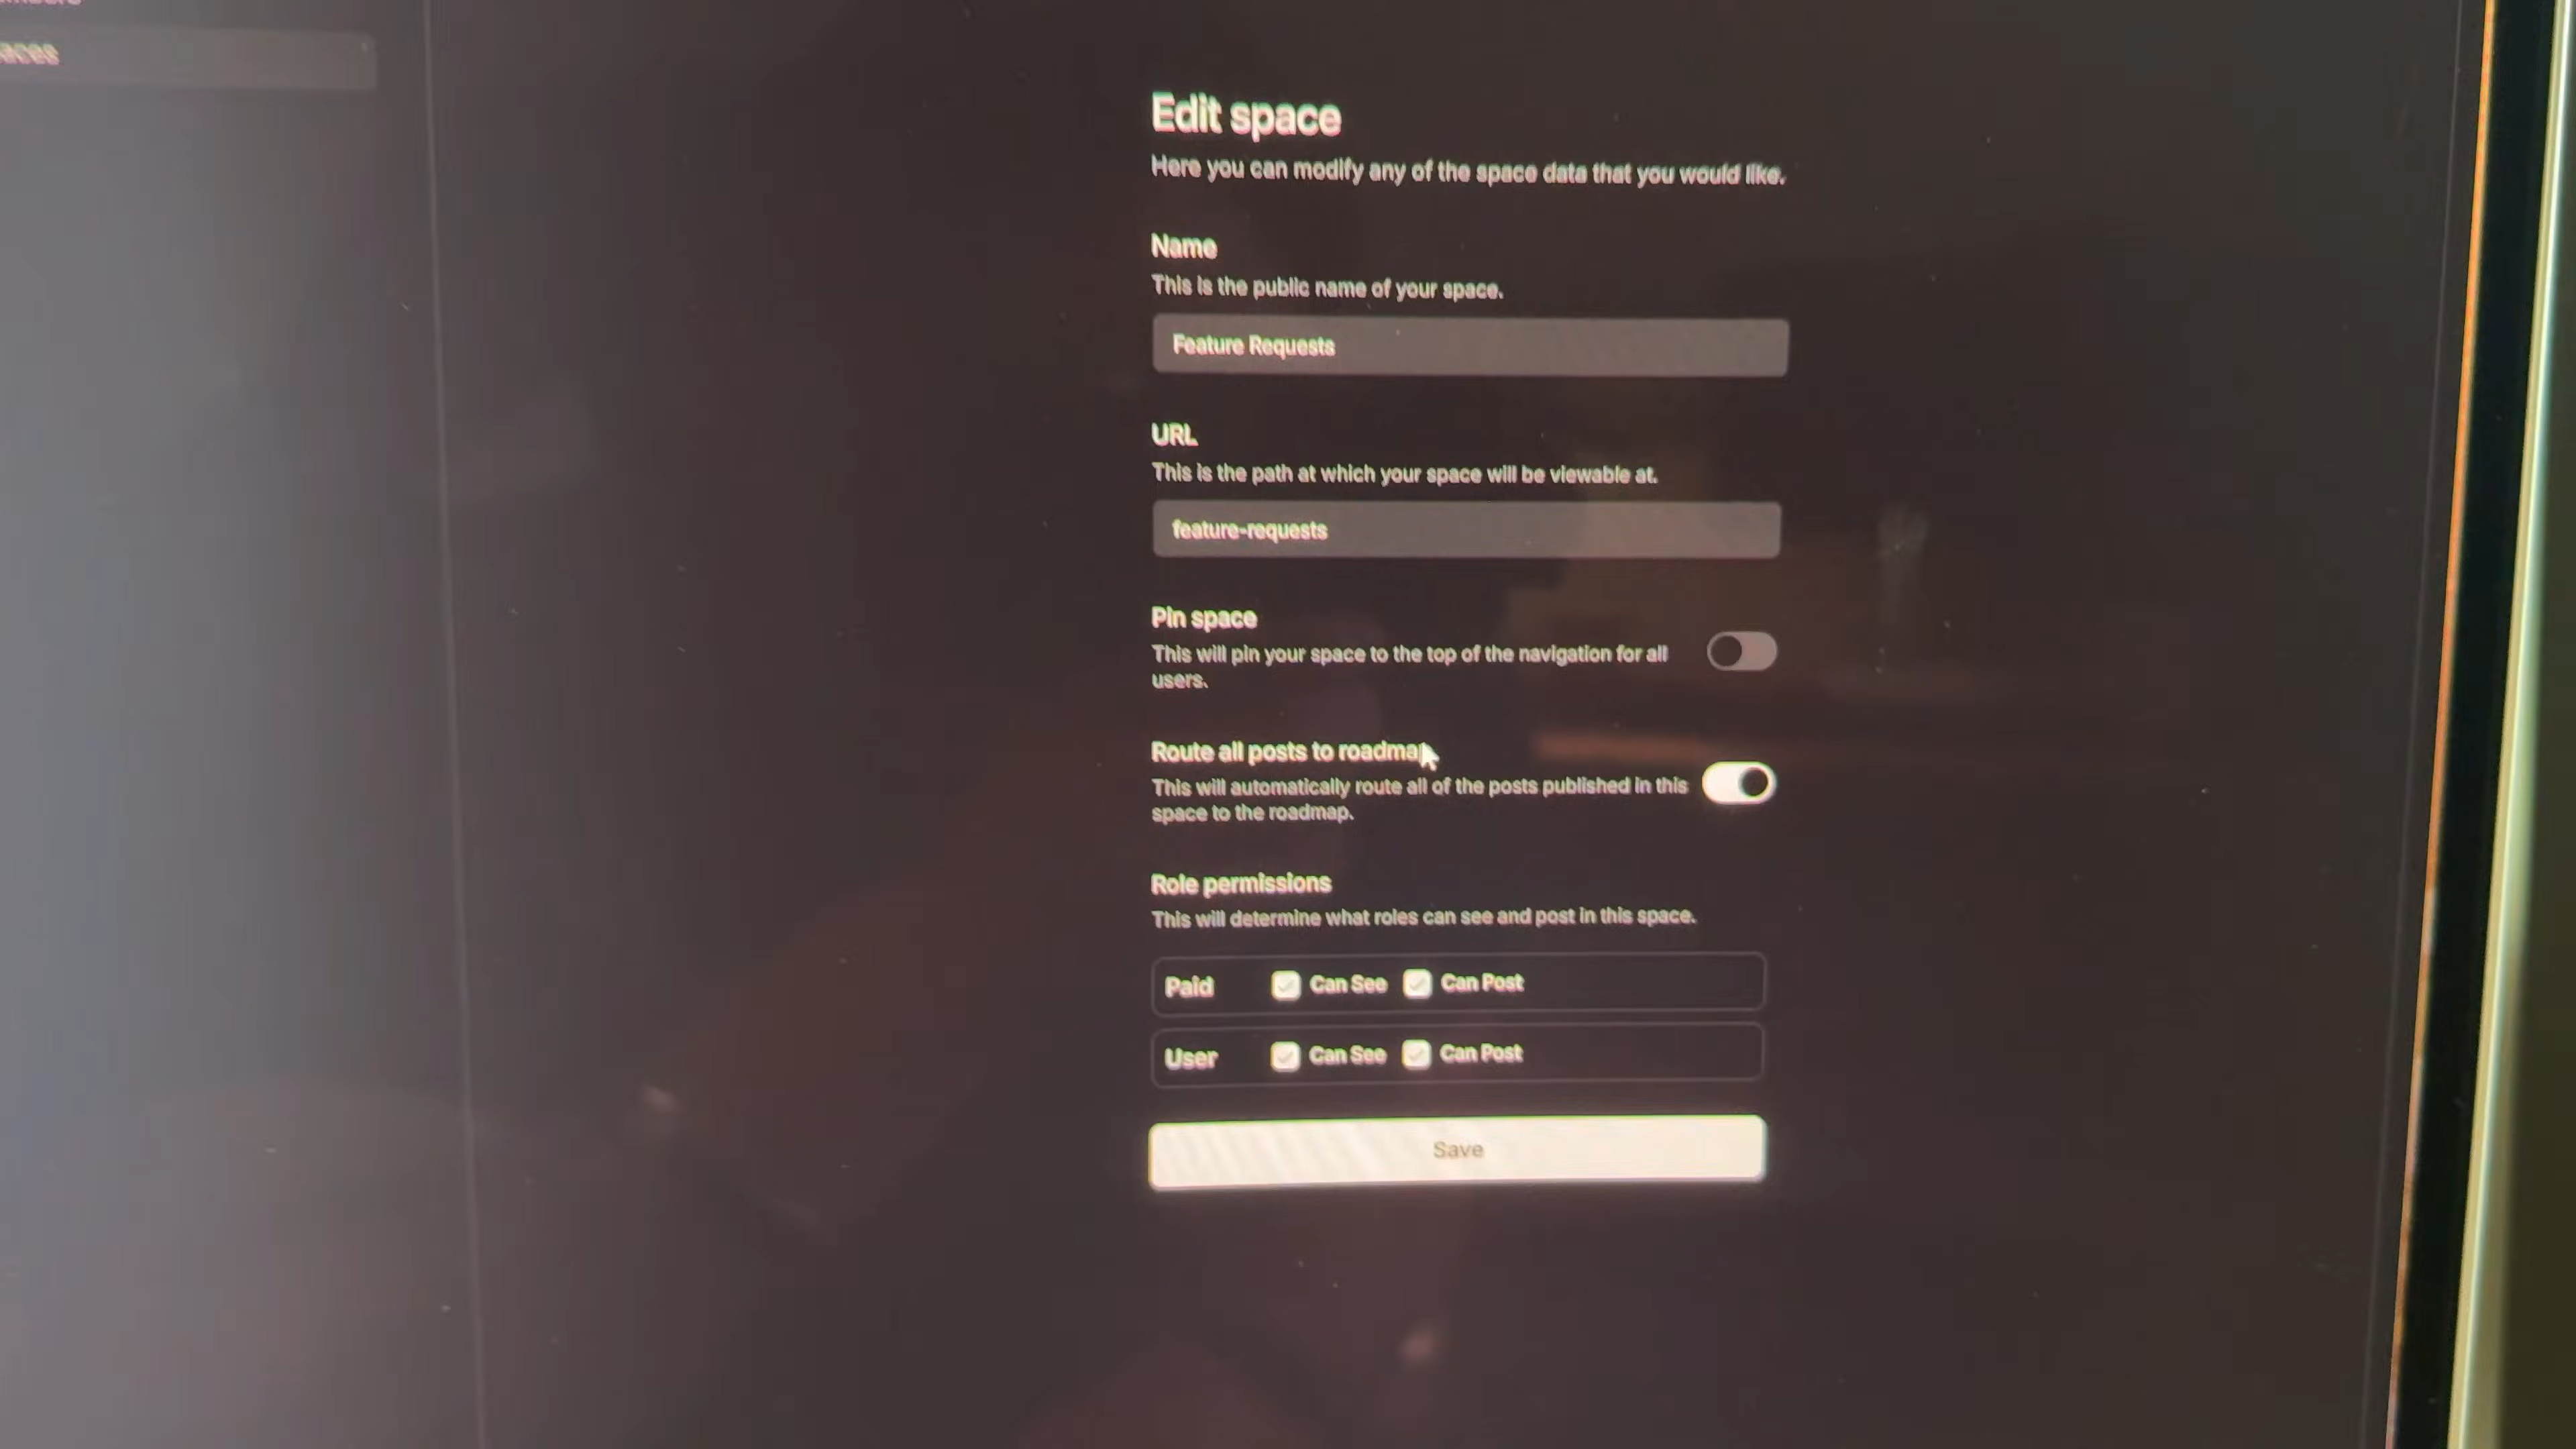 Edit space
Here you can modify any of the space data that you would like.
Name
This is the public name of your space.
Feature Requests
URL
This is the path at which your space will be viewable at.
feature-requests
Pin space
This will pin your space to the top of the navigation for all
users.
Route all posts to roadmap
This will automatically route all of the posts published in this
space to the roadmap.
Role permissions
This will determine what roles can see and post in this space.
Paid Can See Can Post
User Can See Can Post
Save